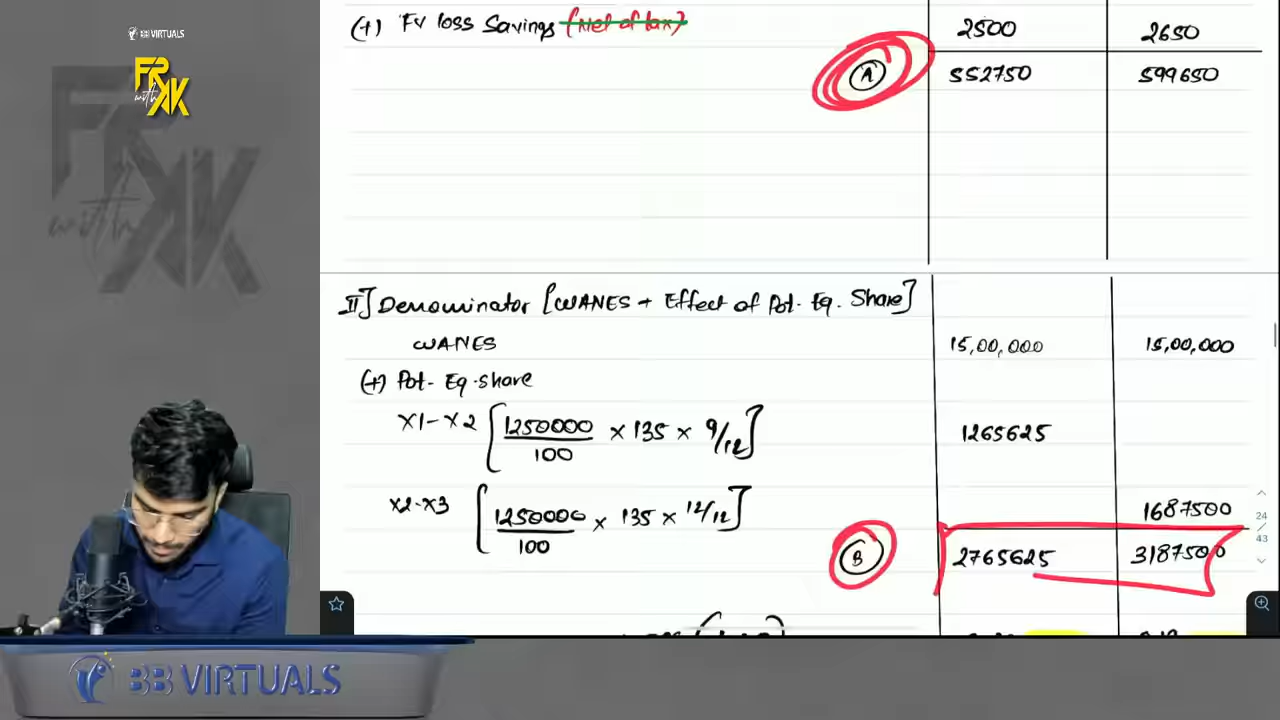 BB VIRTUALS
FR
with
KK
(+) FV loss Savings (Net of tax) 2500 2650
A 552750 599650
II] Denominator [WANES + Effect of Pot. Eq. Share]
WANES 15,00,000 15,00,000
(+) Pot. Eq. share
X1-X2 [1250000/100 × 135 × 9/12] 1265625
X2-X3 [1250000/100 × 135 × 12/12] 1687500
B 2765625 3187500
24
43
BB VIRTUALS